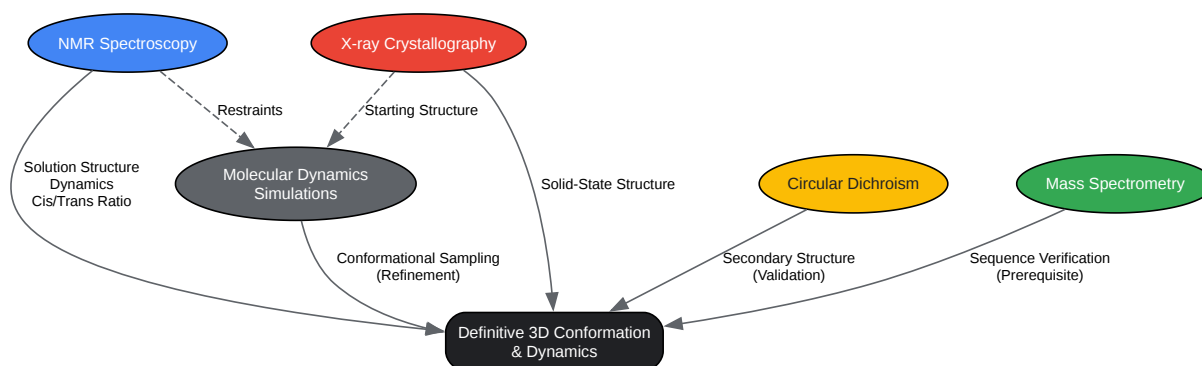 NMR Spectroscopy
X-ray Crystallography
Restraints
Starting Structure
Solution Structure
Dynamics
Cis/Trans Ratio
Molecular Dynamics
Simulations
Solid-State Structure
Circular Dichroism
Mass Spectrometry
Conformational Sampling
(Refinement)
Secondary Structure
(Validation)
Sequence Verification
(Prerequisite)
Definitive 3D Conformation
& Dynamics